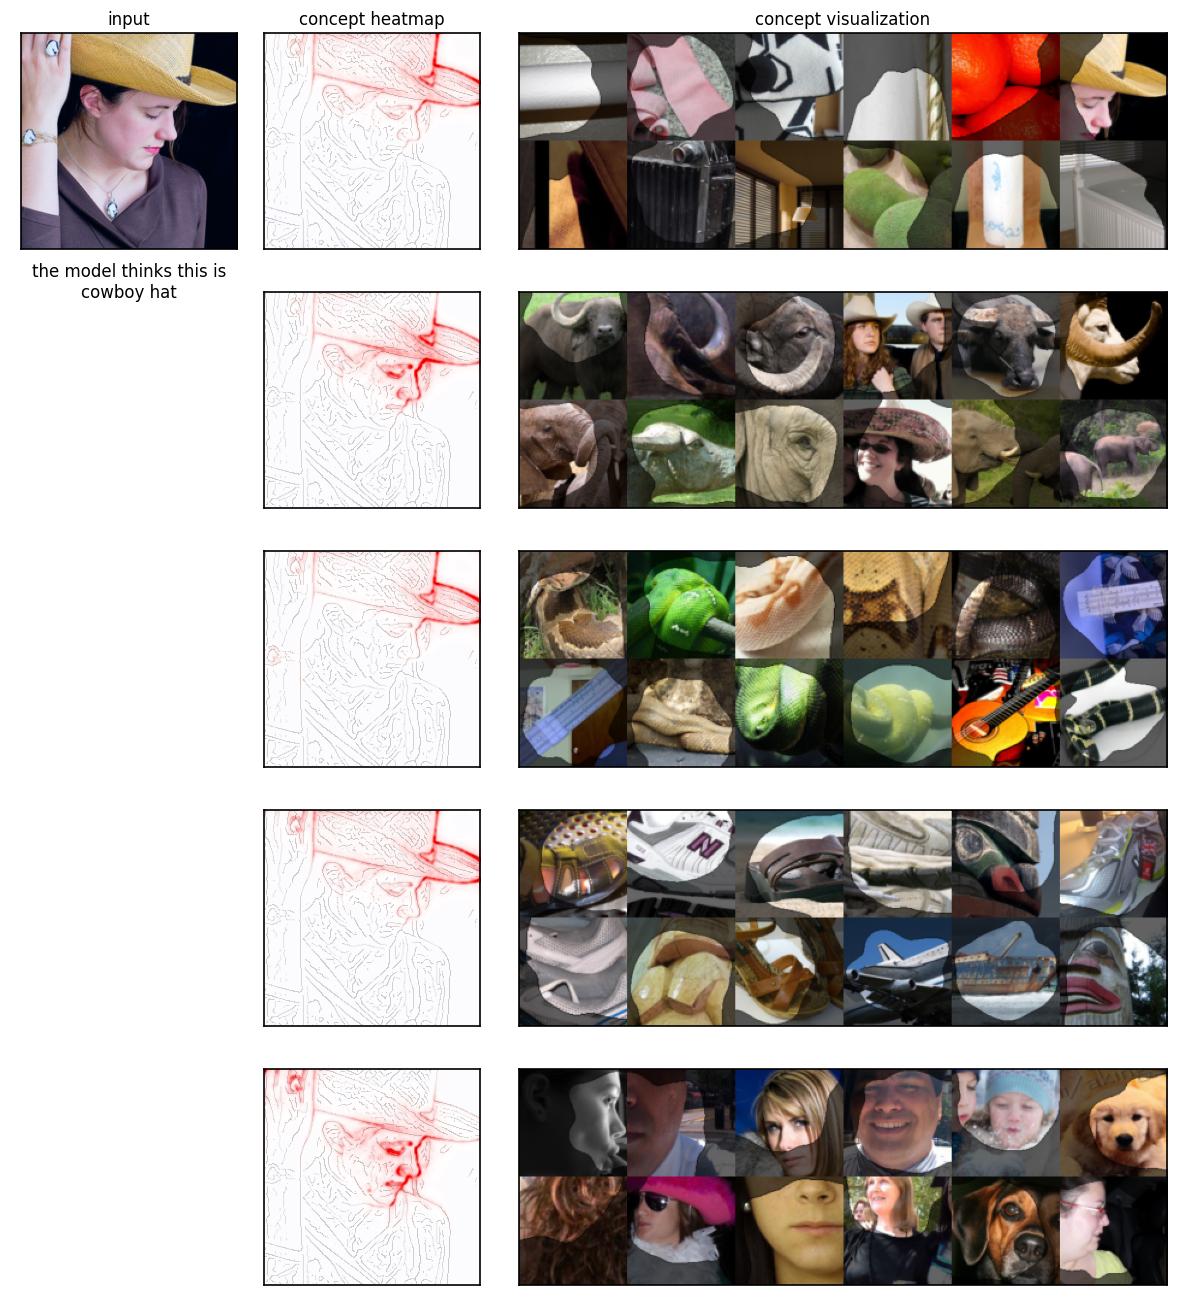 input
concept heatmap
concept visualization
the model thinks this is
cowboy hat
N